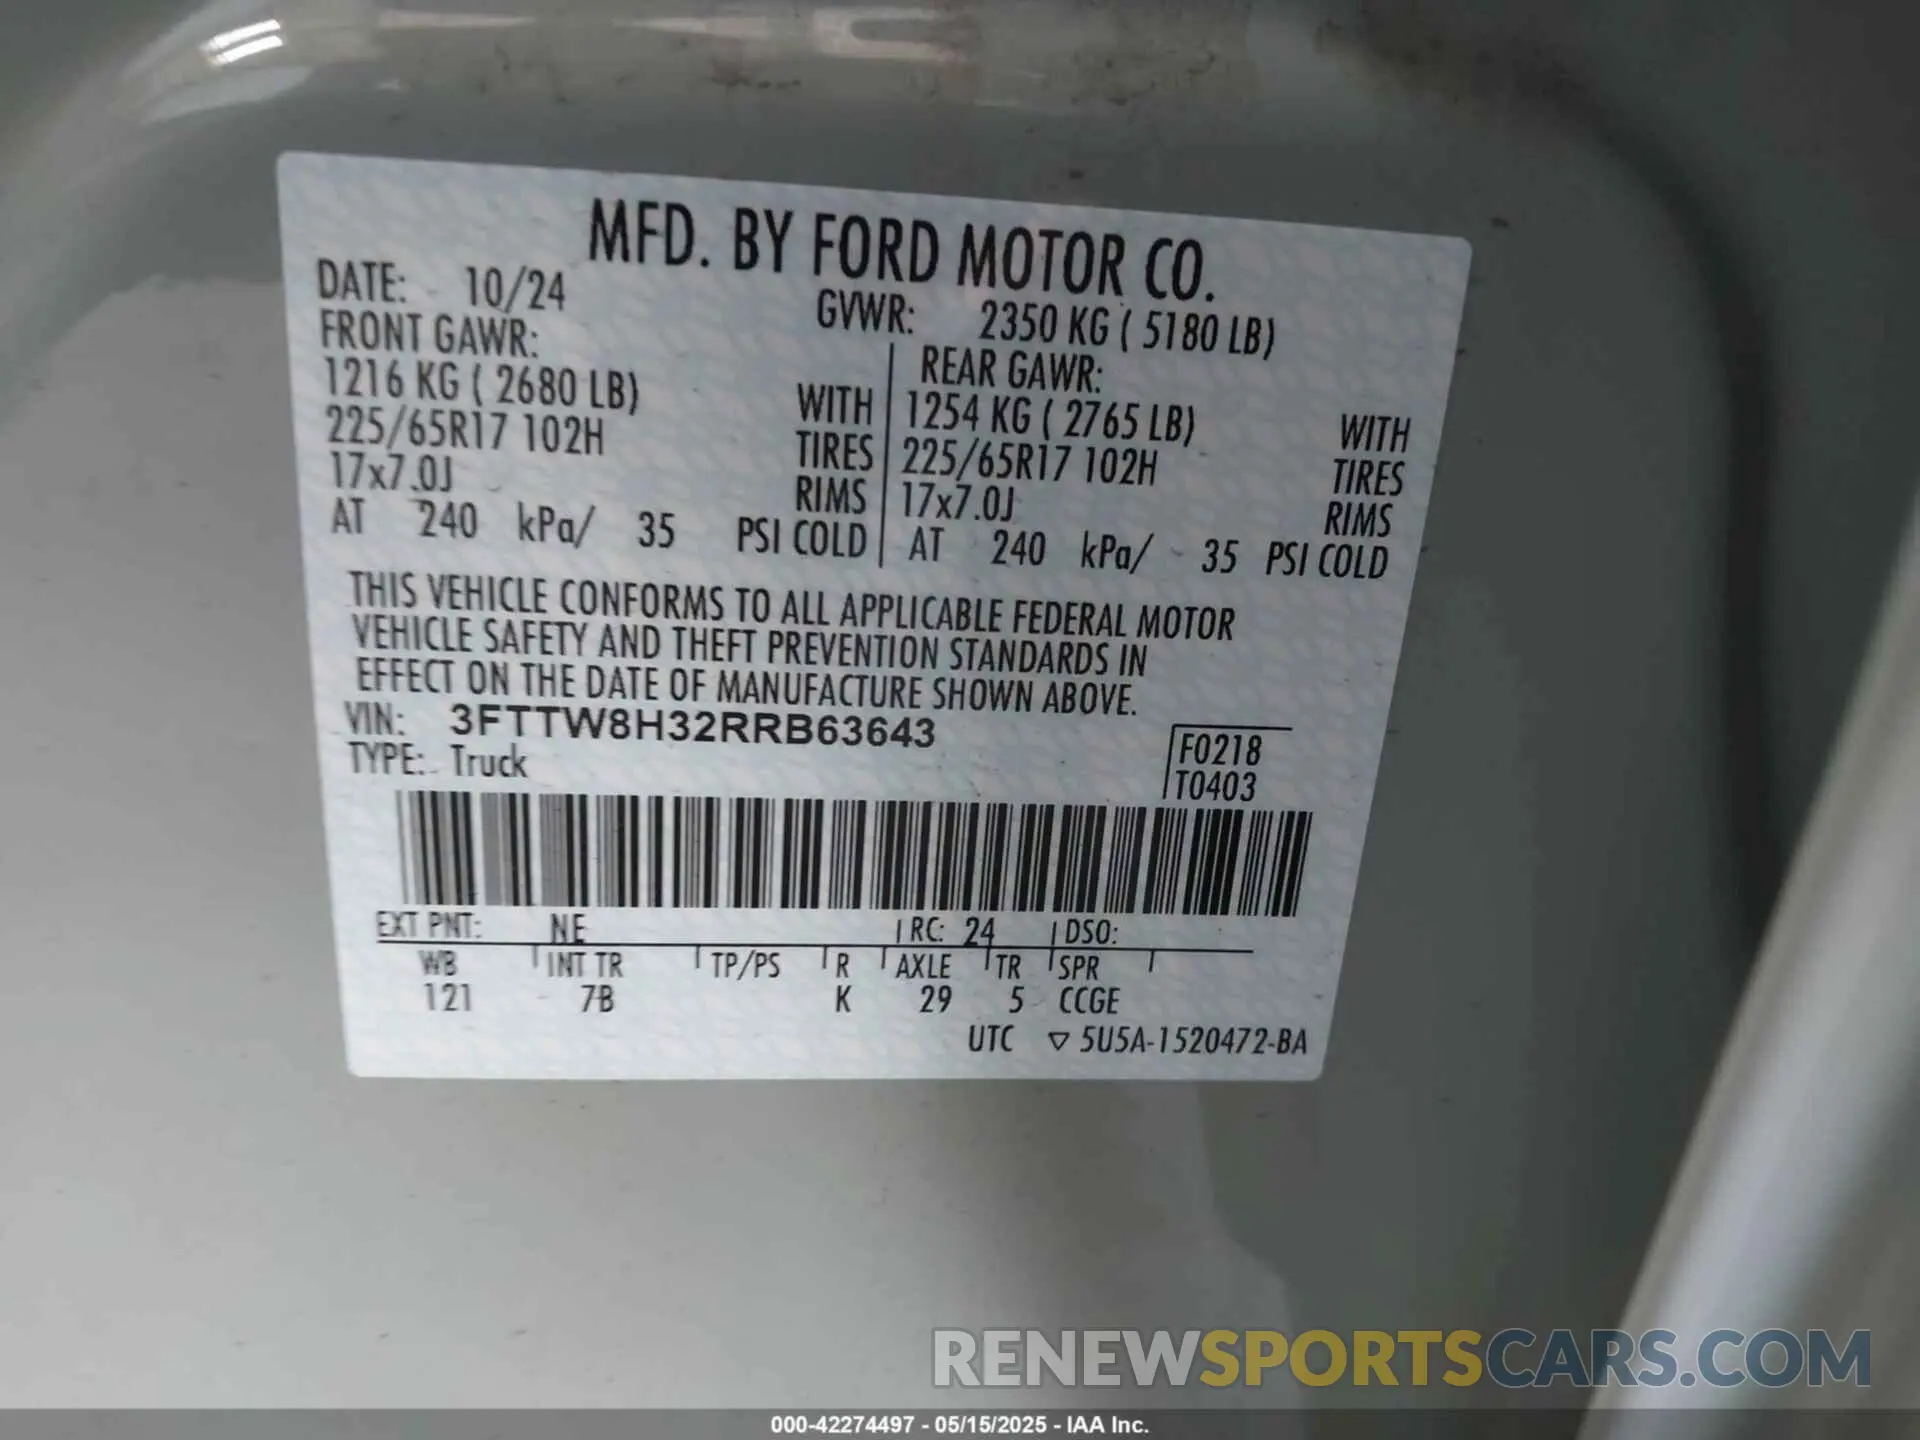 MFD. BY FORD MOTOR CO.
DATE: 10/24 GVWR: 2350 KG ( 5180 LB)
FRONT GAWR: REAR GAWR:
1216 KG ( 2680 LB) WITH 1254 KG ( 2765 LB) WITH
225/65R17 102H TIRES 225/65R17 102H TIRES
17x7.0J RIMS 17x7.0J RIMS
AT 240 kPa/ 35 PSI COLD AT 240 kPa/ 35 PSI COLD
THIS VEHICLE CONFORMS TO ALL APPLICABLE FEDERAL MOTOR
VEHICLE SAFETY AND THEFT PREVENTION STANDARDS IN
EFFECT ON THE DATE OF MANUFACTURE SHOWN ABOVE.
VIN: 3FTTW8H32RRB63643
TYPE: Truck
F0218
T0403
EXT PNT: NE RC: 24 DSO:
WB INT TR TP/PS R AXLE TR SPR
121 7B K 29 5 CCGE
UTC ▽ 5U5A-1520472-BA
RENEWSPORTSCARS.COM
000-42274497 - 05/15/2025 - IAA Inc.